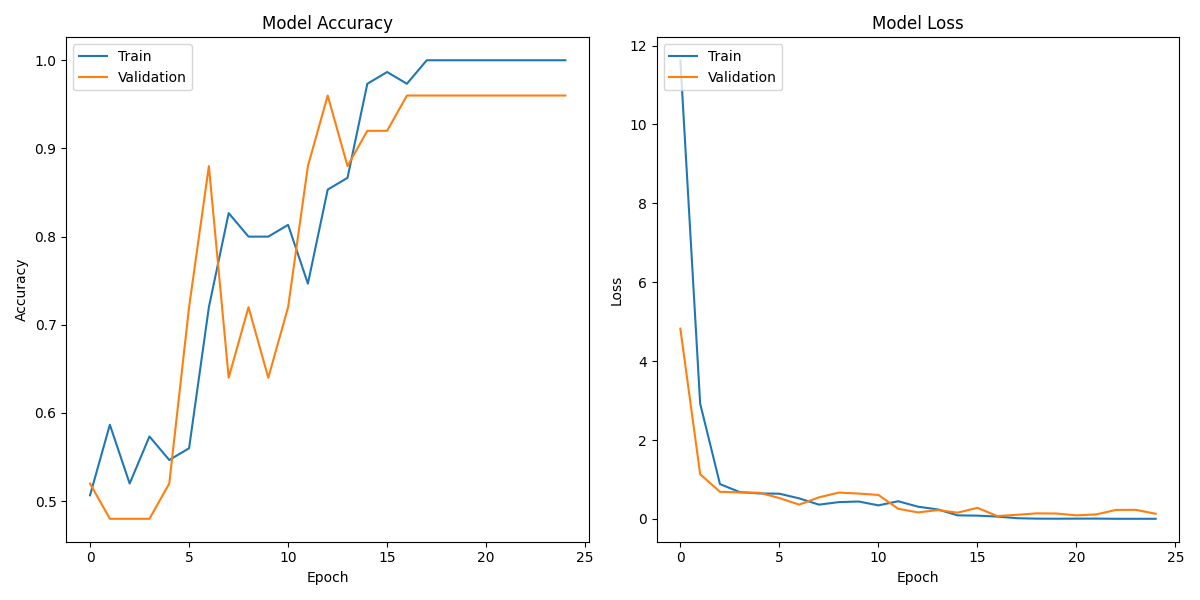 Model Accuracy
Train
Validation
1.0
0.9
0.8
0.7
0.6
0.5
Accuracy
0 5 10 15 20 25
Epoch
Model Loss
Train
Validation
12
10
8
6
4
2
0
Loss
0 5 10 15 20 25
Epoch